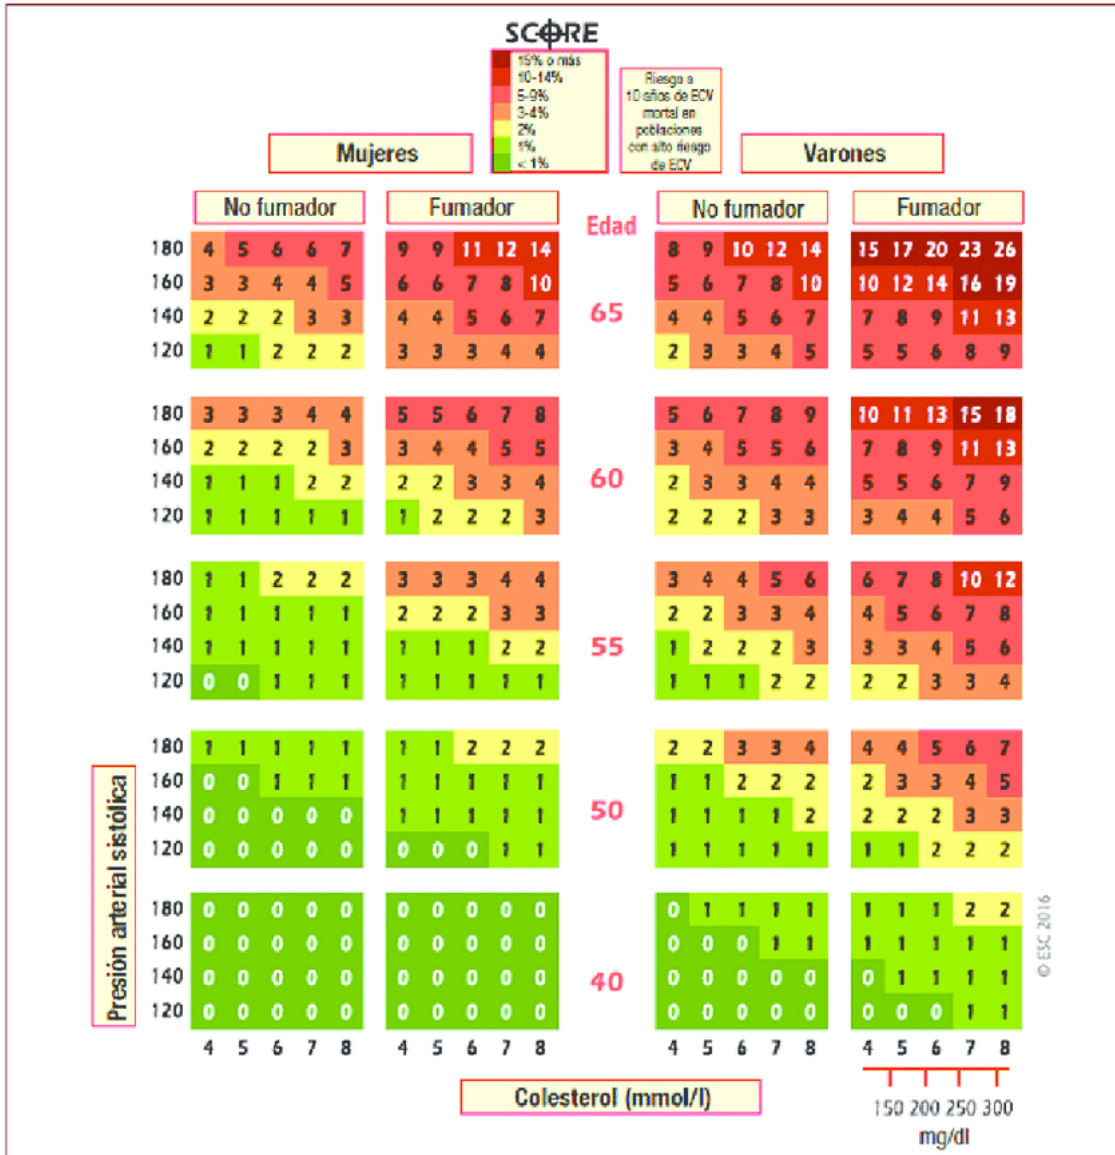 SCORE
15% o más
10-14%
5-9%
3-4%
2%
1%
< 1%
Riesgo a
10 años de ECV
mortal en
poblaciones
con alto riesgo
de ECV
Mujeres
Varones
No fumador
Fumador
Edad
No fumador
Fumador
180 4 5 6 6 7 9 9 11 12 14 8 9 10 12 14 15 17 20 23 26
160 3 3 4 4 5 6 6 7 8 10 5 6 7 8 10 10 12 14 16 19
65
140 2 2 2 3 3 4 4 5 6 7 4 4 5 6 7 7 8 9 11 13
120 1 1 2 2 2 3 3 3 4 4 2 3 3 4 5 5 5 6 8 9
180 3 3 3 4 4 5 5 6 7 8 5 6 7 8 9 10 11 13 15 18
160 2 2 2 2 3 3 4 4 5 5 3 4 5 5 6 7 8 9 11 13
60
140 1 1 1 2 2 2 2 3 3 4 2 3 3 4 4 5 5 6 7 9
120 1 1 1 1 1 1 2 2 2 3 2 2 2 3 3 3 4 4 5 6
180 1 1 2 2 2 3 3 3 4 4 3 4 4 5 6 6 7 8 10 12
160 1 1 1 1 1 2 2 2 3 3 2 2 3 3 4 4 5 6 7 8
55
140 1 1 1 1 1 1 1 1 2 2 1 2 2 2 3 3 3 4 5 6
120 0 0 1 1 1 1 1 1 1 1 1 1 1 2 2 2 2 3 3 4
180 1 1 1 1 1 1 1 2 2 2 2 2 3 3 4 4 4 5 6 7
160 0 0 1 1 1 1 1 1 1 1 1 1 2 2 2 2 3 3 4 5
50
140 0 0 0 0 0 1 1 1 1 1 1 1 1 1 2 2 2 2 3 3
120 0 0 0 0 0 0 0 0 1 1 1 1 1 1 1 1 1 2 2 2
180 0 0 0 0 0 0 0 0 0 0 0 1 1 1 1 1 1 1 2 2
160 0 0 0 0 0 0 0 0 0 0 0 0 0 1 1 1 1 1 1 1
40
140 0 0 0 0 0 0 0 0 0 0 0 0 0 0 0 0 1 1 1 1
120 0 0 0 0 0 0 0 0 0 0 0 0 0 0 0 0 0 0 1 1
4 5 6 7 8 4 5 6 7 8 4 5 6 7 8 4 5 6 7 8
Presión arterial sistólica
Colesterol (mmol/l)
150 200 250 300
mg/dl
© ESC 2016